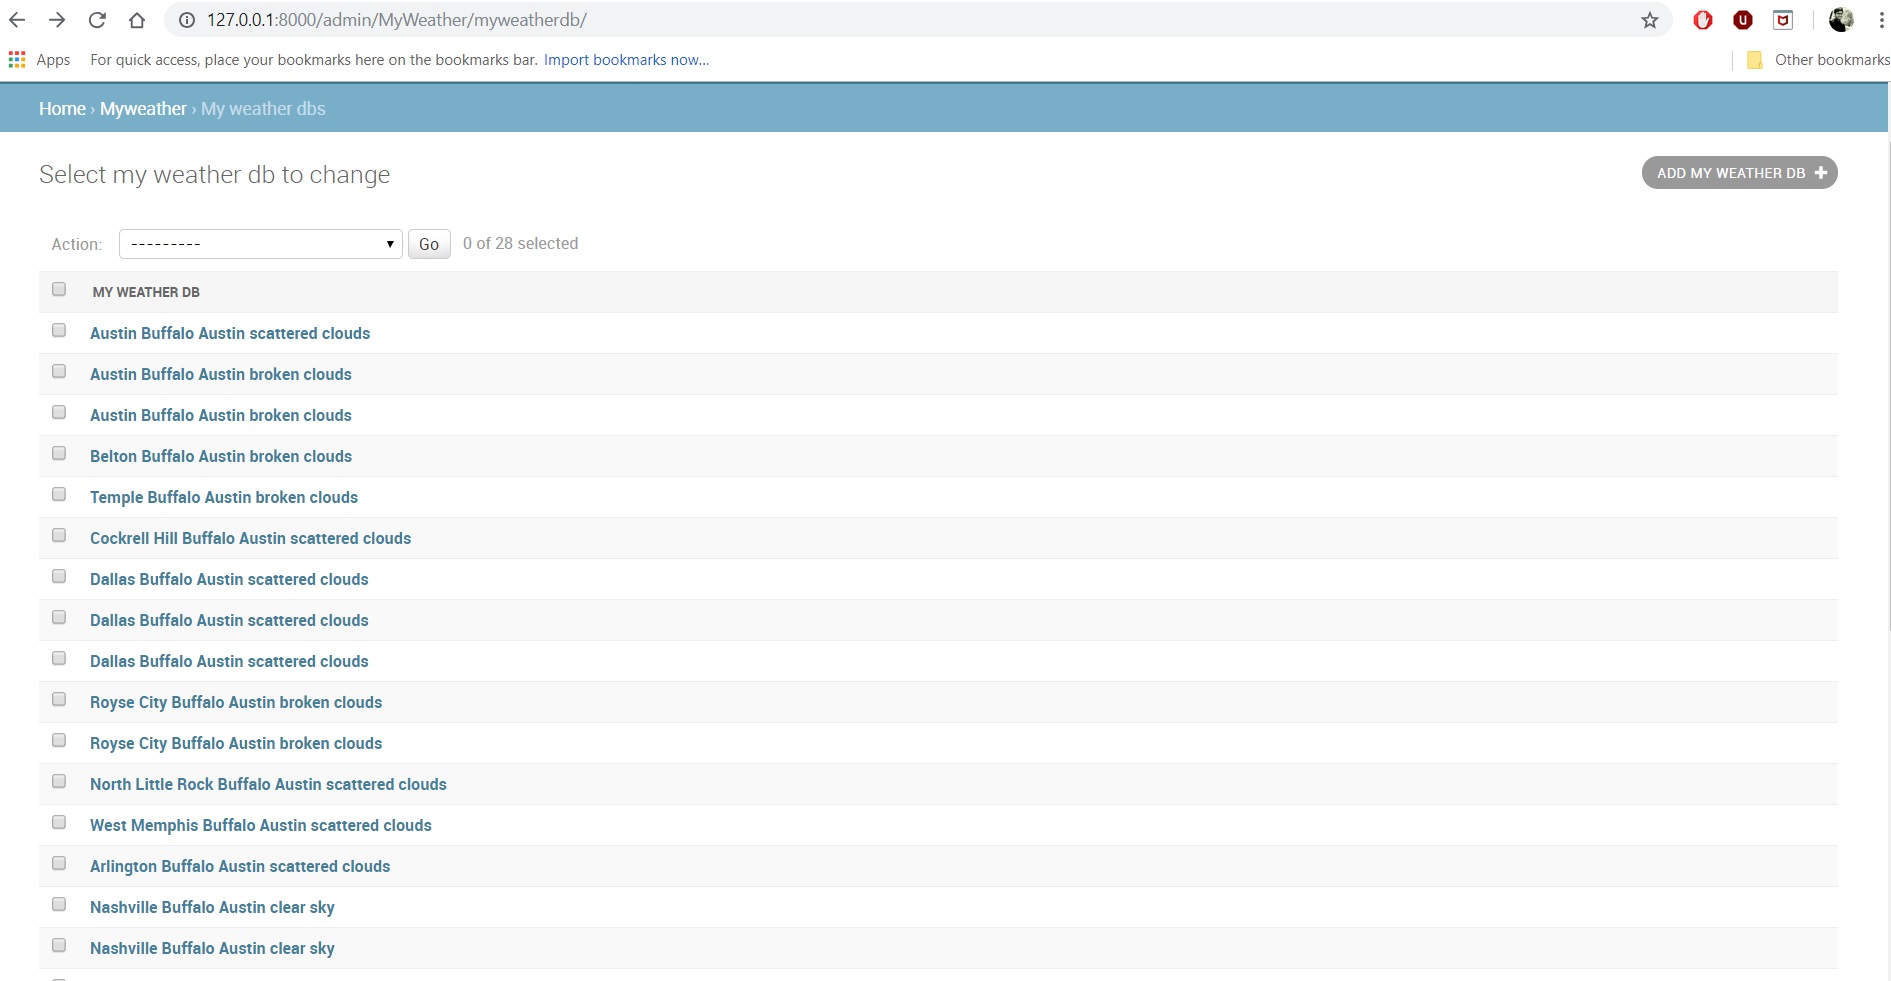 127.0.0.1:8000/admin/MyWeather/myweatherdb/
Apps For quick access, place your bookmarks here on the bookmarks bar. Import bookmarks now... Other bookmarks
Home › Myweather › My weather dbs
Select my weather db to change
ADD MY WEATHER DB +
Action: --------- Go 0 of 28 selected
MY WEATHER DB
Austin Buffalo Austin scattered clouds
Austin Buffalo Austin broken clouds
Austin Buffalo Austin broken clouds
Belton Buffalo Austin broken clouds
Temple Buffalo Austin broken clouds
Cockrell Hill Buffalo Austin scattered clouds
Dallas Buffalo Austin scattered clouds
Dallas Buffalo Austin scattered clouds
Dallas Buffalo Austin scattered clouds
Royse City Buffalo Austin broken clouds
Royse City Buffalo Austin broken clouds
North Little Rock Buffalo Austin scattered clouds
West Memphis Buffalo Austin scattered clouds
Arlington Buffalo Austin scattered clouds
Nashville Buffalo Austin clear sky
Nashville Buffalo Austin clear sky